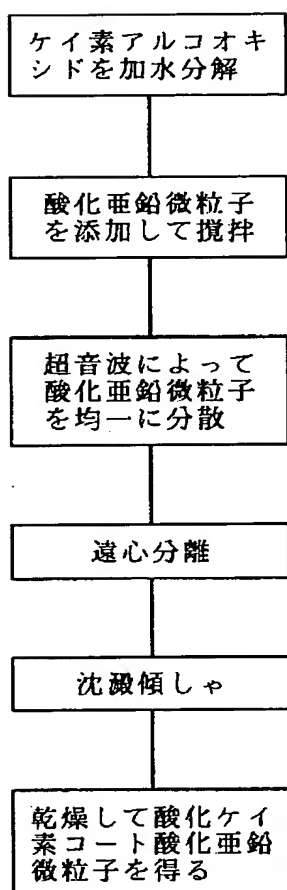 ケイ素アルコオキ
シドを加水分解
酸化亜鉛微粒子
を添加して撹拌
超音波によって
酸化亜鉛微粒子
を均一に分散
遠心分離
沈澱傾しゃ
乾燥して酸化ケイ
素コート酸化亜鉛
微粒子を得る